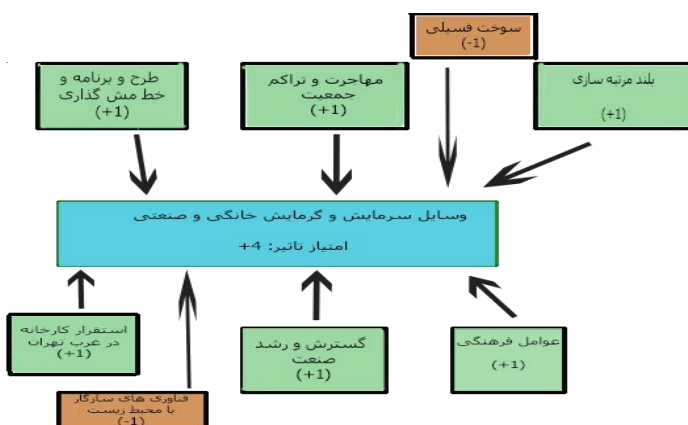 سوخت فسیلی
(-1)
طرح و برنامه و
خط مش گذاری
(+1)
مهاجرت و تراکم
جمعیت
(+1)
بلند مرتبه سازی
(+1)
وسایل سرمایش و گرمایش خانگی و صنعتی
امتیاز تاثیر: 4+
استقرار کارخانه
در غرب تهران
(+1)
گسترش و رشد
صنعت
(+1)
عوامل فرهنگی
(+1)
فناوری های سازگار
با محیط زیست
(-1)